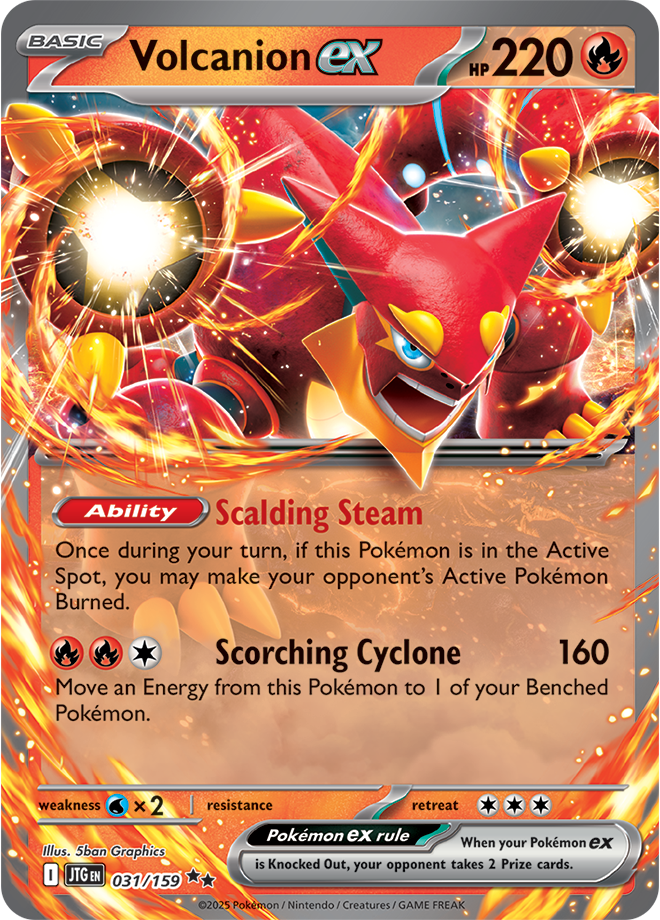 BASIC
Volcanion ex
HP 220
Ability Scalding Steam
Once during your turn, if this Pokémon is in the Active
Spot, you may make your opponent's Active Pokémon
Burned.
Scorching Cyclone 160
Move an Energy from this Pokémon to 1 of your Benched
Pokémon.
weakness ×2 resistance retreat
Illus. 5ban Graphics
Pokémon ex rule
When your Pokémon ex
is Knocked Out, your opponent takes 2 Prize cards.
I JTG EN 031/159
©2025 Pokémon / Nintendo / Creatures / GAME FREAK